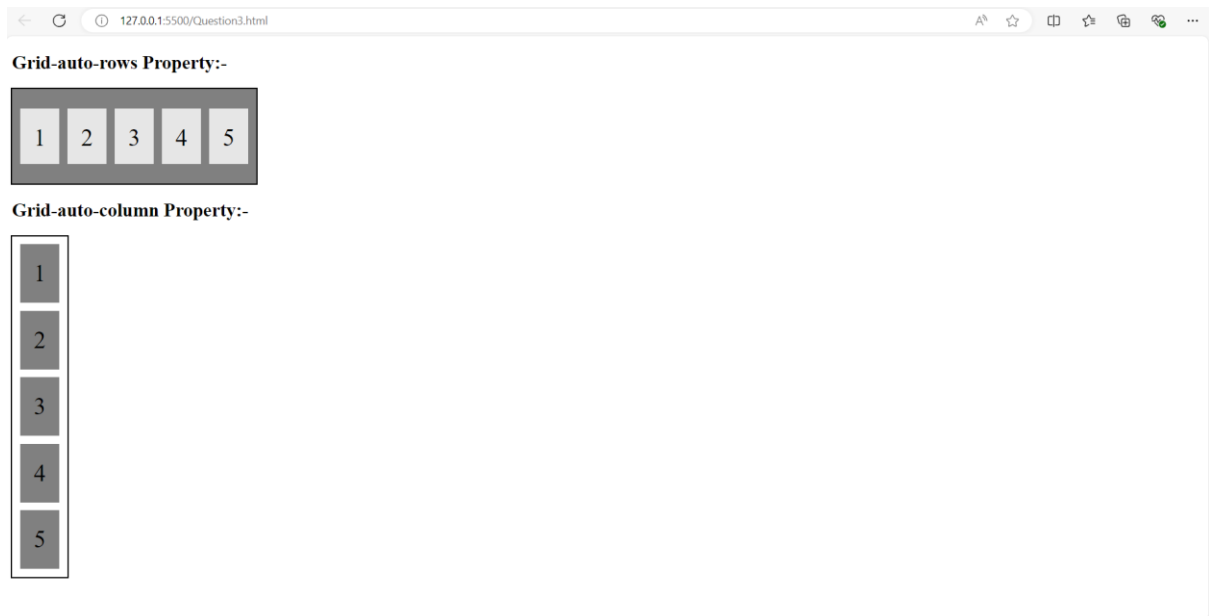 127.0.0.1:5500/Question3.html
Grid-auto-rows Property:-
1 2 3 4 5
Grid-auto-column Property:-
1
2
3
4
5